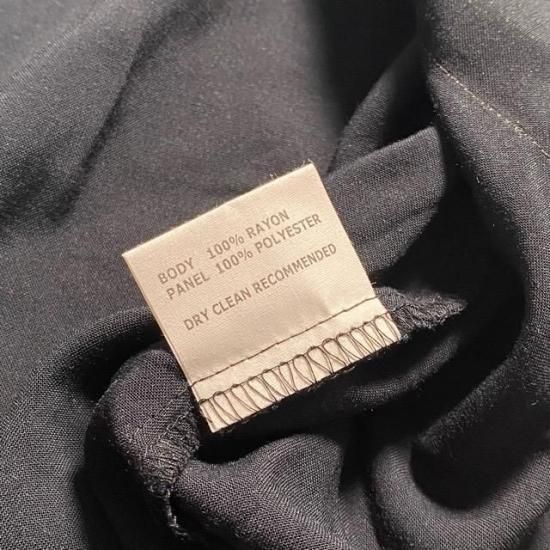 BODY 100% RAYON
PANEL 100% POLYESTER
DRY CLEAN RECOMMENDED